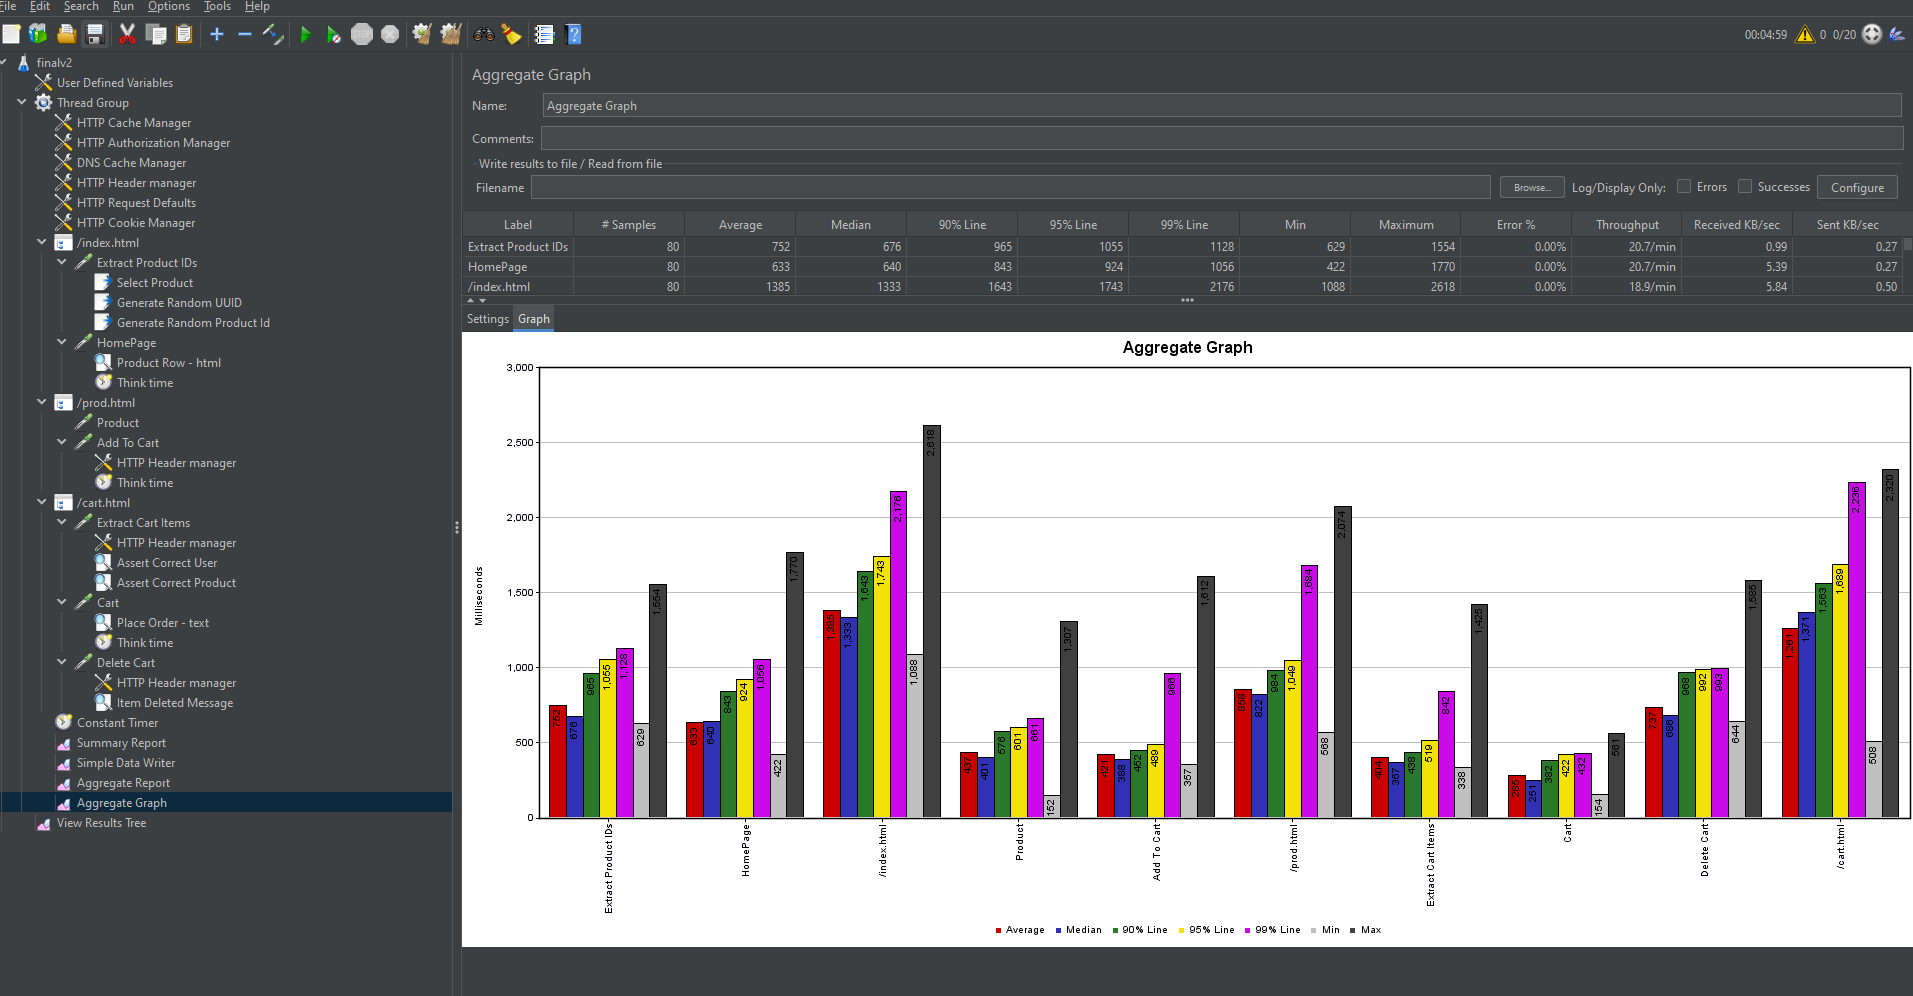 File Edit Search Run Options Tools Help
STOP
00:04:59 0 0/20
finalv2
User Defined Variables
Thread Group
HTTP Cache Manager
HTTP Authorization Manager
DNS Cache Manager
HTTP Header manager
HTTP Request Defaults
HTTP Cookie Manager
/index.html
Extract Product IDs
Select Product
Generate Random UUID
Generate Random Product Id
HomePage
Product Row - html
Think time
/prod.html
Product
Add To Cart
HTTP Header manager
Think time
/cart.html
Extract Cart Items
HTTP Header manager
Assert Correct User
Assert Correct Product
Cart
Place Order - text
Think time
Delete Cart
HTTP Header manager
Item Deleted Message
Constant Timer
Summary Report
Simple Data Writer
Aggregate Report
Aggregate Graph
View Results Tree
Aggregate Graph
Name: Aggregate Graph
Comments:
Write results to file / Read from file
Filename Browse... Log/Display Only: Errors Successes Configure
Label # Samples Average Median 90% Line 95% Line 99% Line Min Maximum Error % Throughput Received KB/sec Sent KB/sec
Extract Product IDs 80 752 676 965 1055 1128 629 1554 0.00% 20.7/min 0.99 0.27
HomePage 80 633 640 843 924 1056 422 1770 0.00% 20.7/min 5.39 0.27
/index.html 80 1385 1333 1643 1743 2176 1088 2618 0.00% 18.9/min 5.84 0.50
Settings Graph
Aggregate Graph
Milliseconds
3,000
2,500
2,000
1,500
1,000
500
0
752 676 965 1,055 1,128 629 1,554
633 640 843 924 1,056 422 1,770
1,385 1,333 1,643 1,743 2,176 1,088 2,618
437 401 576 601 661 152 1,307
421 388 452 489 966 357 1,612
858 822 984 1,049 1,684 568 2,074
404 367 438 519 842 338 1,425
285 251 382 422 432 154 561
737 686 968 992 993 644 1,585
1,261 1,371 1,563 1,689 2,236 508 2,320
Extract Product IDs
HomePage
/index.html
Product
Add To Cart
/prod.html
Extract Cart Items
Cart
Delete Cart
/cart.html
Average Median 90% Line 95% Line 99% Line Min Max